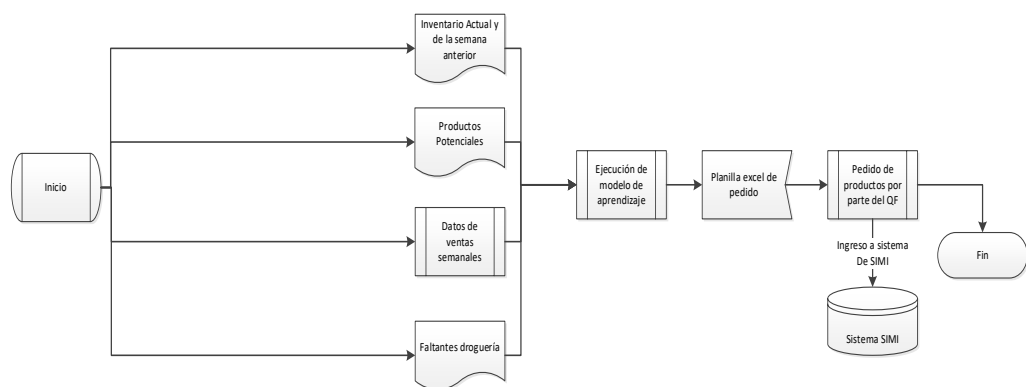 Inicio
Inventario Actual y
de la semana
anterior
Productos
Potenciales
Datos de
ventas
semanales
Faltantes droguería
Ejecución de
modelo de
aprendizaje
Planilla excel de
pedido
Pedido de
productos por
parte del QF
Ingreso a sistema
De SIMI
Sistema SIMI
Fin